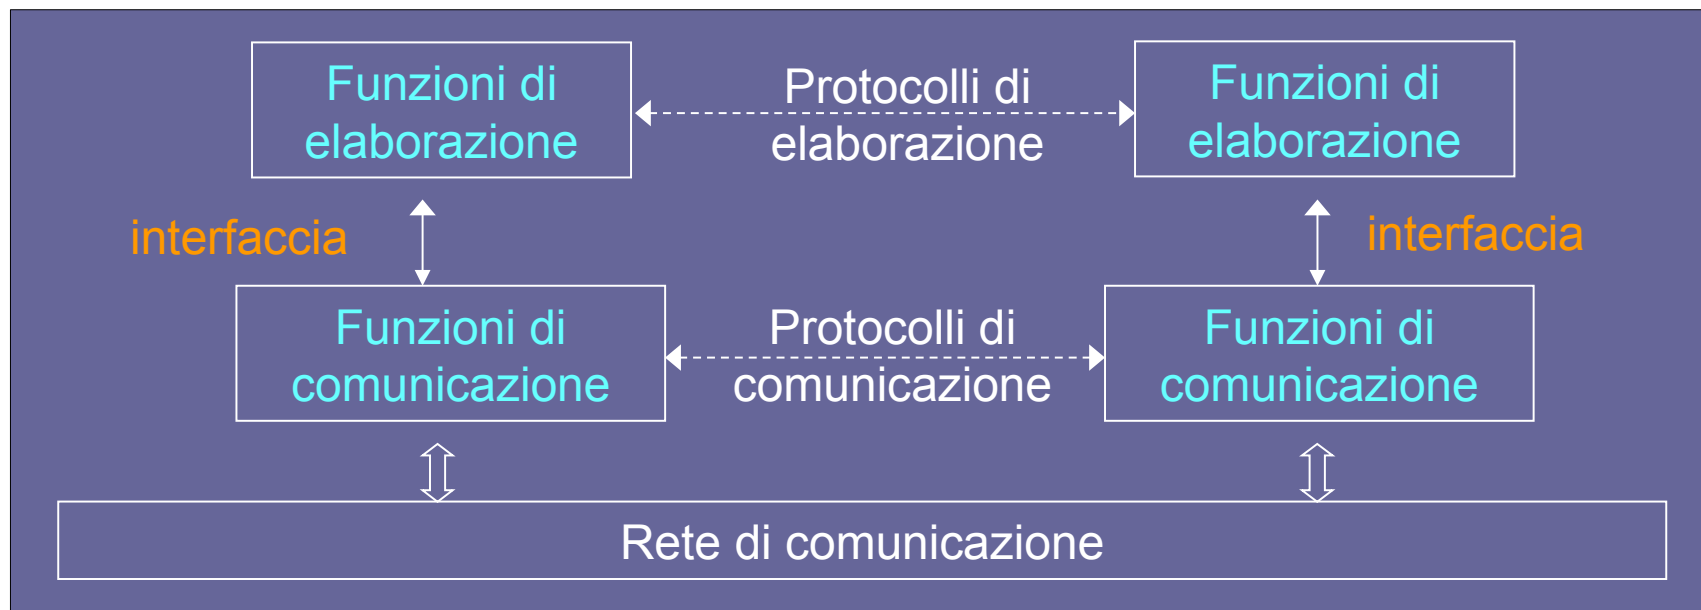 Funzioni di
elaborazione
Protocolli di
elaborazione
Funzioni di
elaborazione
interfaccia
interfaccia
Funzioni di
comunicazione
Protocolli di
comunicazione
Funzioni di
comunicazione
Rete di comunicazione